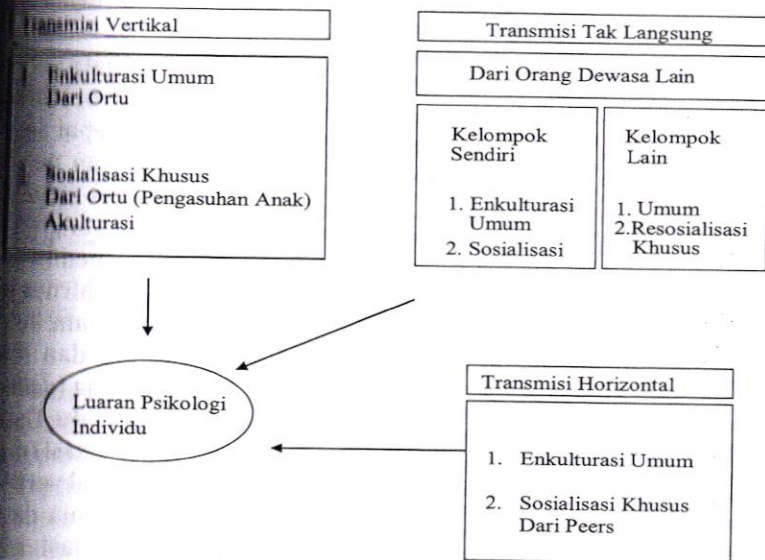 Transmisi Vertikal
Enkulturasi Umum
Dari Ortu
Sosialisasi Khusus
Dari Ortu (Pengasuhan Anak)
Akulturasi
Transmisi Tak Langsung
Dari Orang Dewasa Lain
Kelompok
Sendiri
1. Enkulturasi
Umum
2. Sosialisasi
Kelompok
Lain
1. Umum
2.Resosialisasi
Khusus
Luaran Psikologi
Individu
Transmisi Horizontal
1. Enkulturasi Umum
2. Sosialisasi Khusus
Dari Peers